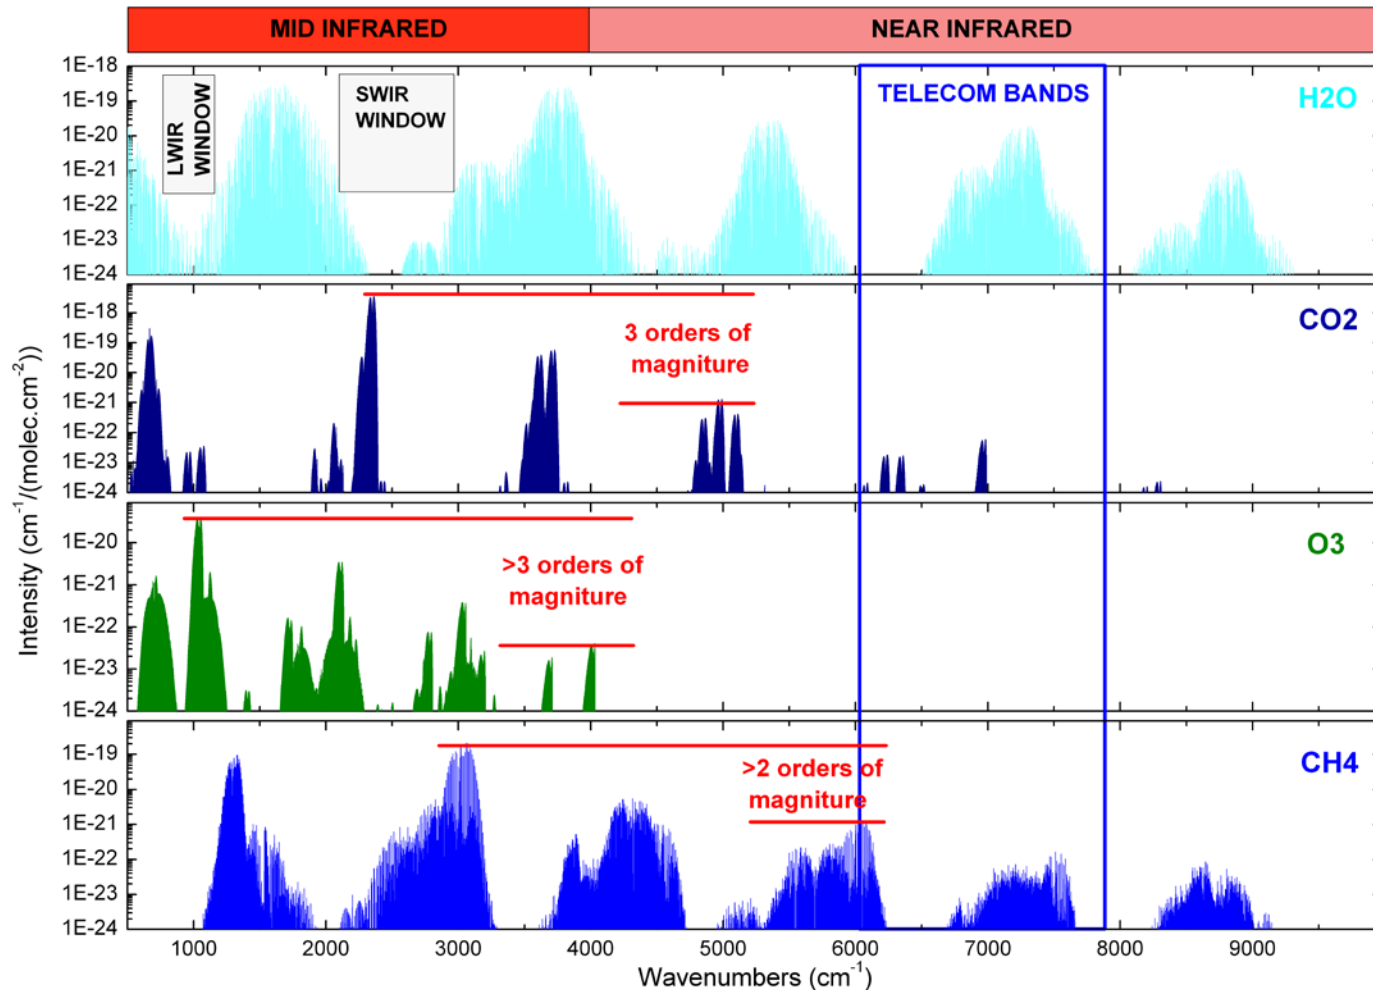 MID INFRARED
NEAR INFRARED
1E-18
1E-19
1E-20
1E-21
1E-22
1E-23
1E-24
LWIR
WINDOW
SWIR
WINDOW
TELECOM BANDS
H2O
1E-18
1E-19
1E-20
1E-21
1E-22
1E-23
1E-24
3 orders of
magniture
CO2
1E-20
1E-21
1E-22
1E-23
1E-24
>3 orders of
magniture
O3
1E-19
1E-20
1E-21
1E-22
1E-23
1E-24
>2 orders of
magniture
CH4
Intensity (cm⁻¹/(molec.cm⁻²))
1000
2000
3000
4000
5000
6000
7000
8000
9000
Wavenumbers (cm⁻¹)